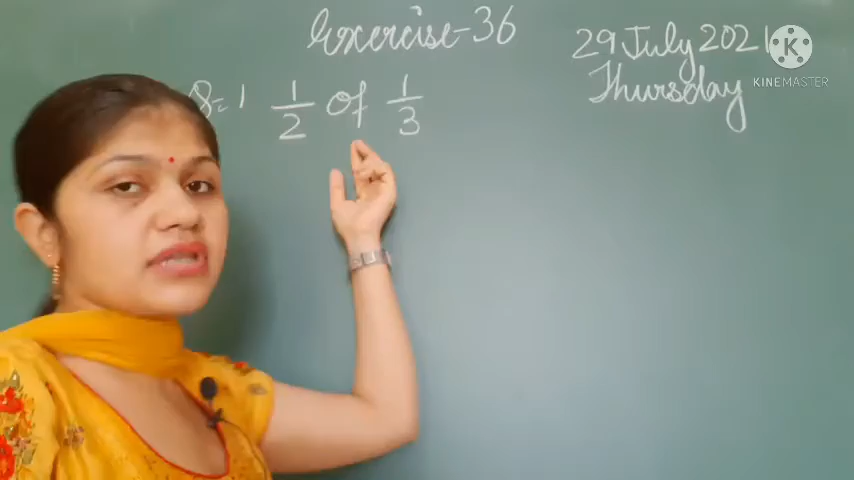 Exercise-36
29 July 2021
Thursday
Q=1 1/2 of 1/3
K
KINEMASTER